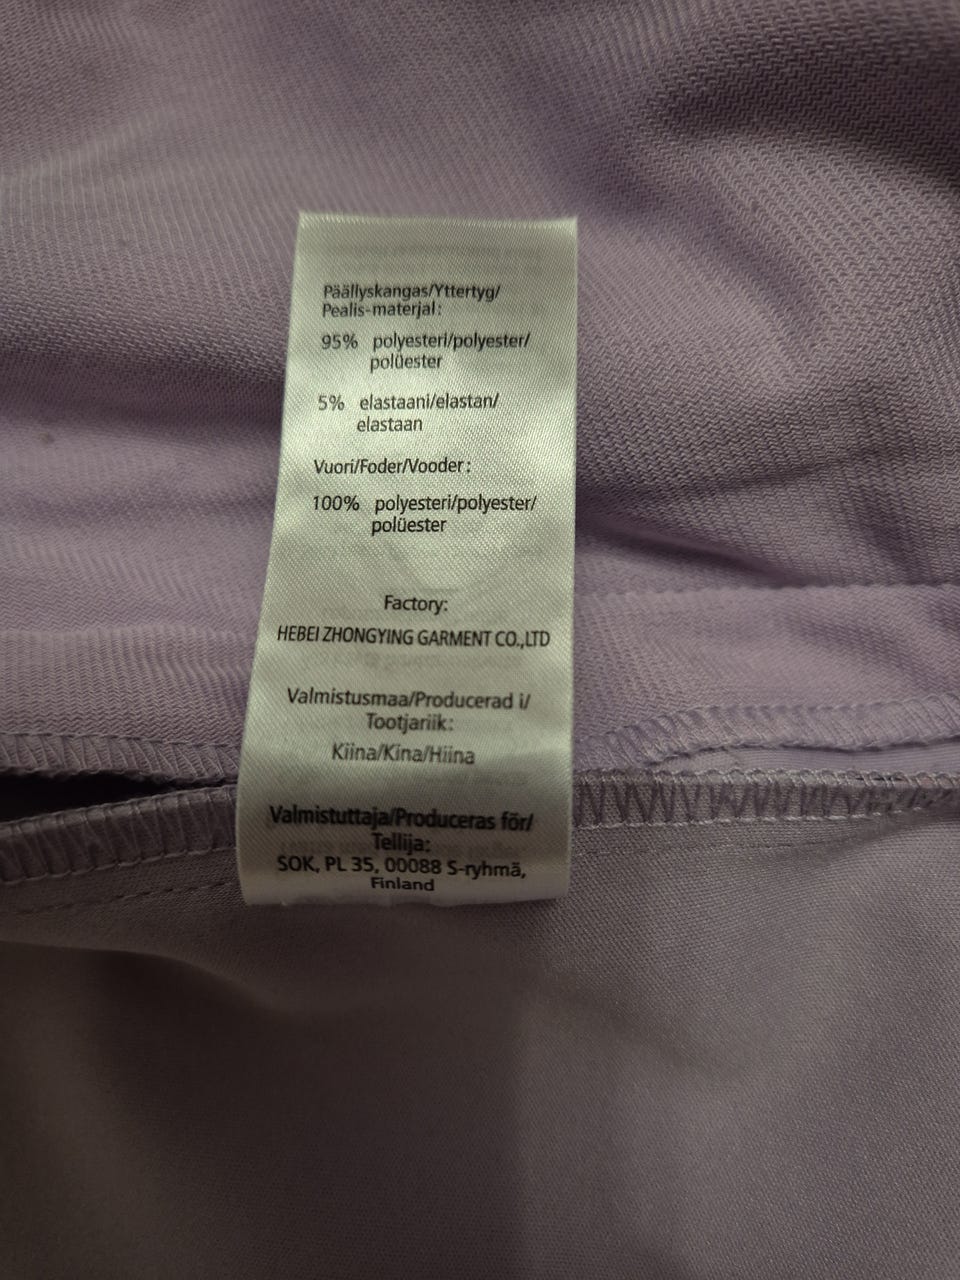 Päällyskangas/Yttertyg/
Pealis-materjal:
95% polyesteri/polyester/
polüester
5% elastaani/elastan/
elastaan
Vuori/Foder/Vooder:
100% polyesteri/polyester/
polüester
Factory:
HEBEI ZHONGYING GARMENT CO.,LTD
Valmistusmaa/Producerad i/
Tootjariik:
Kiina/Kina/Hiina
Valmistuttaja/Produceras för/
Tellija:
SOK, PL 35, 00088 S-ryhmä,
Finland